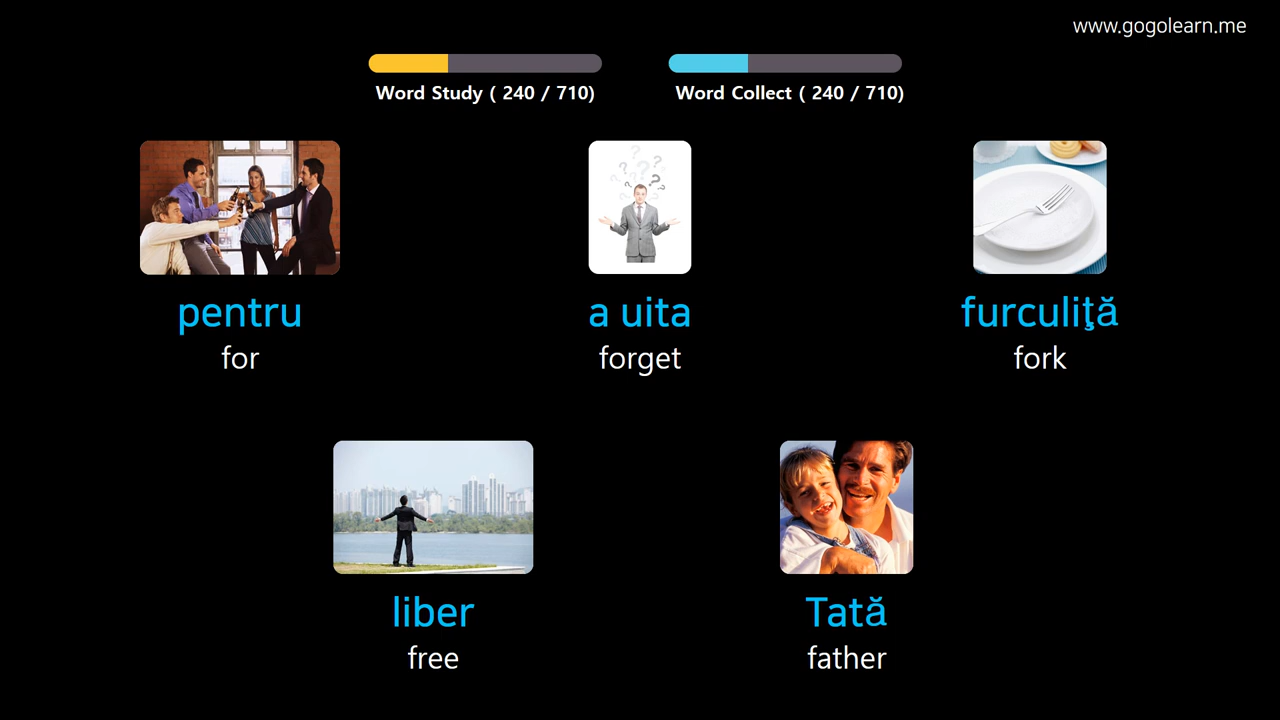 www.gogolearn.me
Word Study ( 240 / 710)
Word Collect ( 240 / 710)
pentru
for
a uita
forget
furculiţă
fork
liber
free
Tată
father